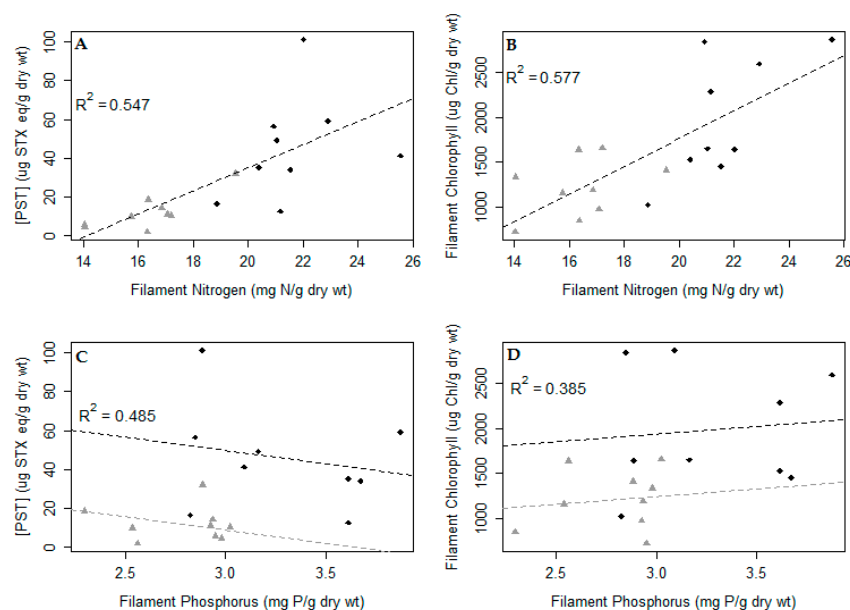 A
R² = 0.547
[PST] (ug STX eq/g dry wt)
0 20 40 60 80 100
14 16 18 20 22 24 26
Filament Nitrogen (mg N/g dry wt)
B
R² = 0.577
Filament Chlorophyll (ug Chl/g dry wt)
1000 1500 2000 2500
14 16 18 20 22 24 26
Filament Nitrogen (mg N/g dry wt)
C
R² = 0.485
[PST] (ug STX eq/g dry wt)
0 20 40 60 80 100
2.5 3.0 3.5
Filament Phosphorus (mg P/g dry wt)
D
R² = 0.385
Filament Chlorophyll (ug Chl/g dry wt)
1000 1500 2000 2500
2.5 3.0 3.5
Filament Phosphorus (mg P/g dry wt)